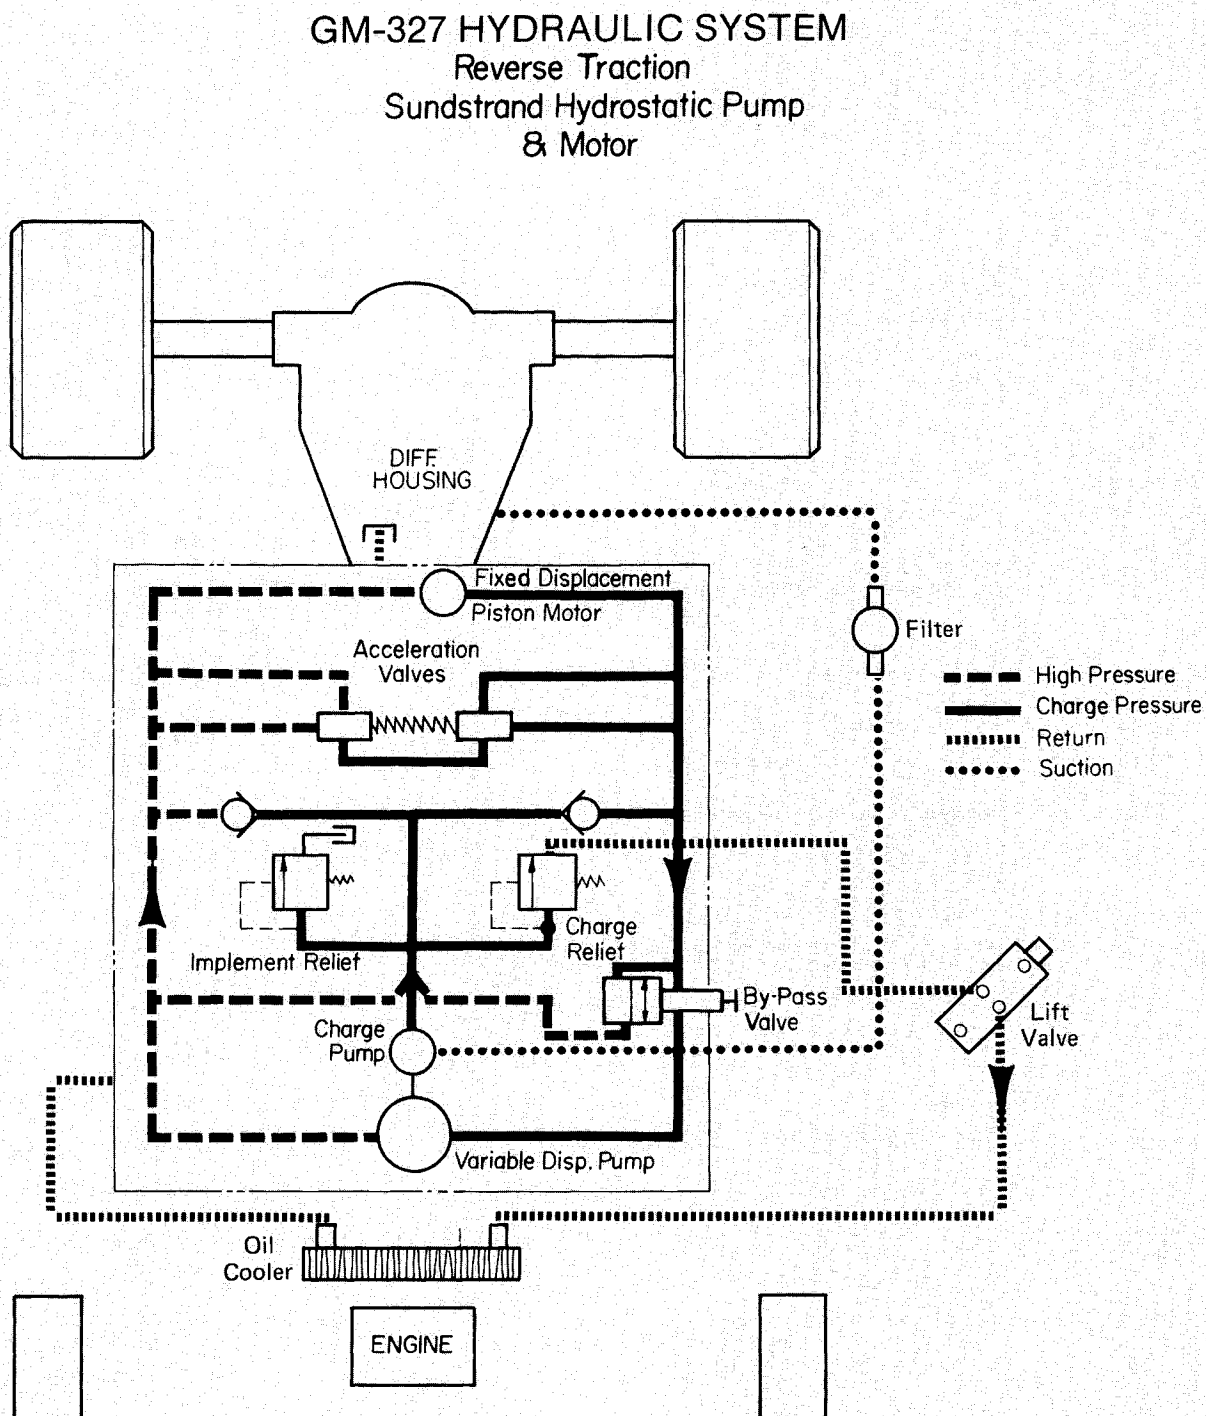 GM-327 HYDRAULIC SYSTEM
Reverse Traction
Sundstrand Hydrostatic Pump
& Motor
DIFF.
HOUSING
Fixed Displacement
Piston Motor
Acceleration
Valves
Filter
High Pressure
Charge Pressure
Return
Suction
Charge
Relief
Implement Relief
By-Pass
Valve
Lift
Valve
Charge
Pump
Variable Disp. Pump
Oil
Cooler
ENGINE